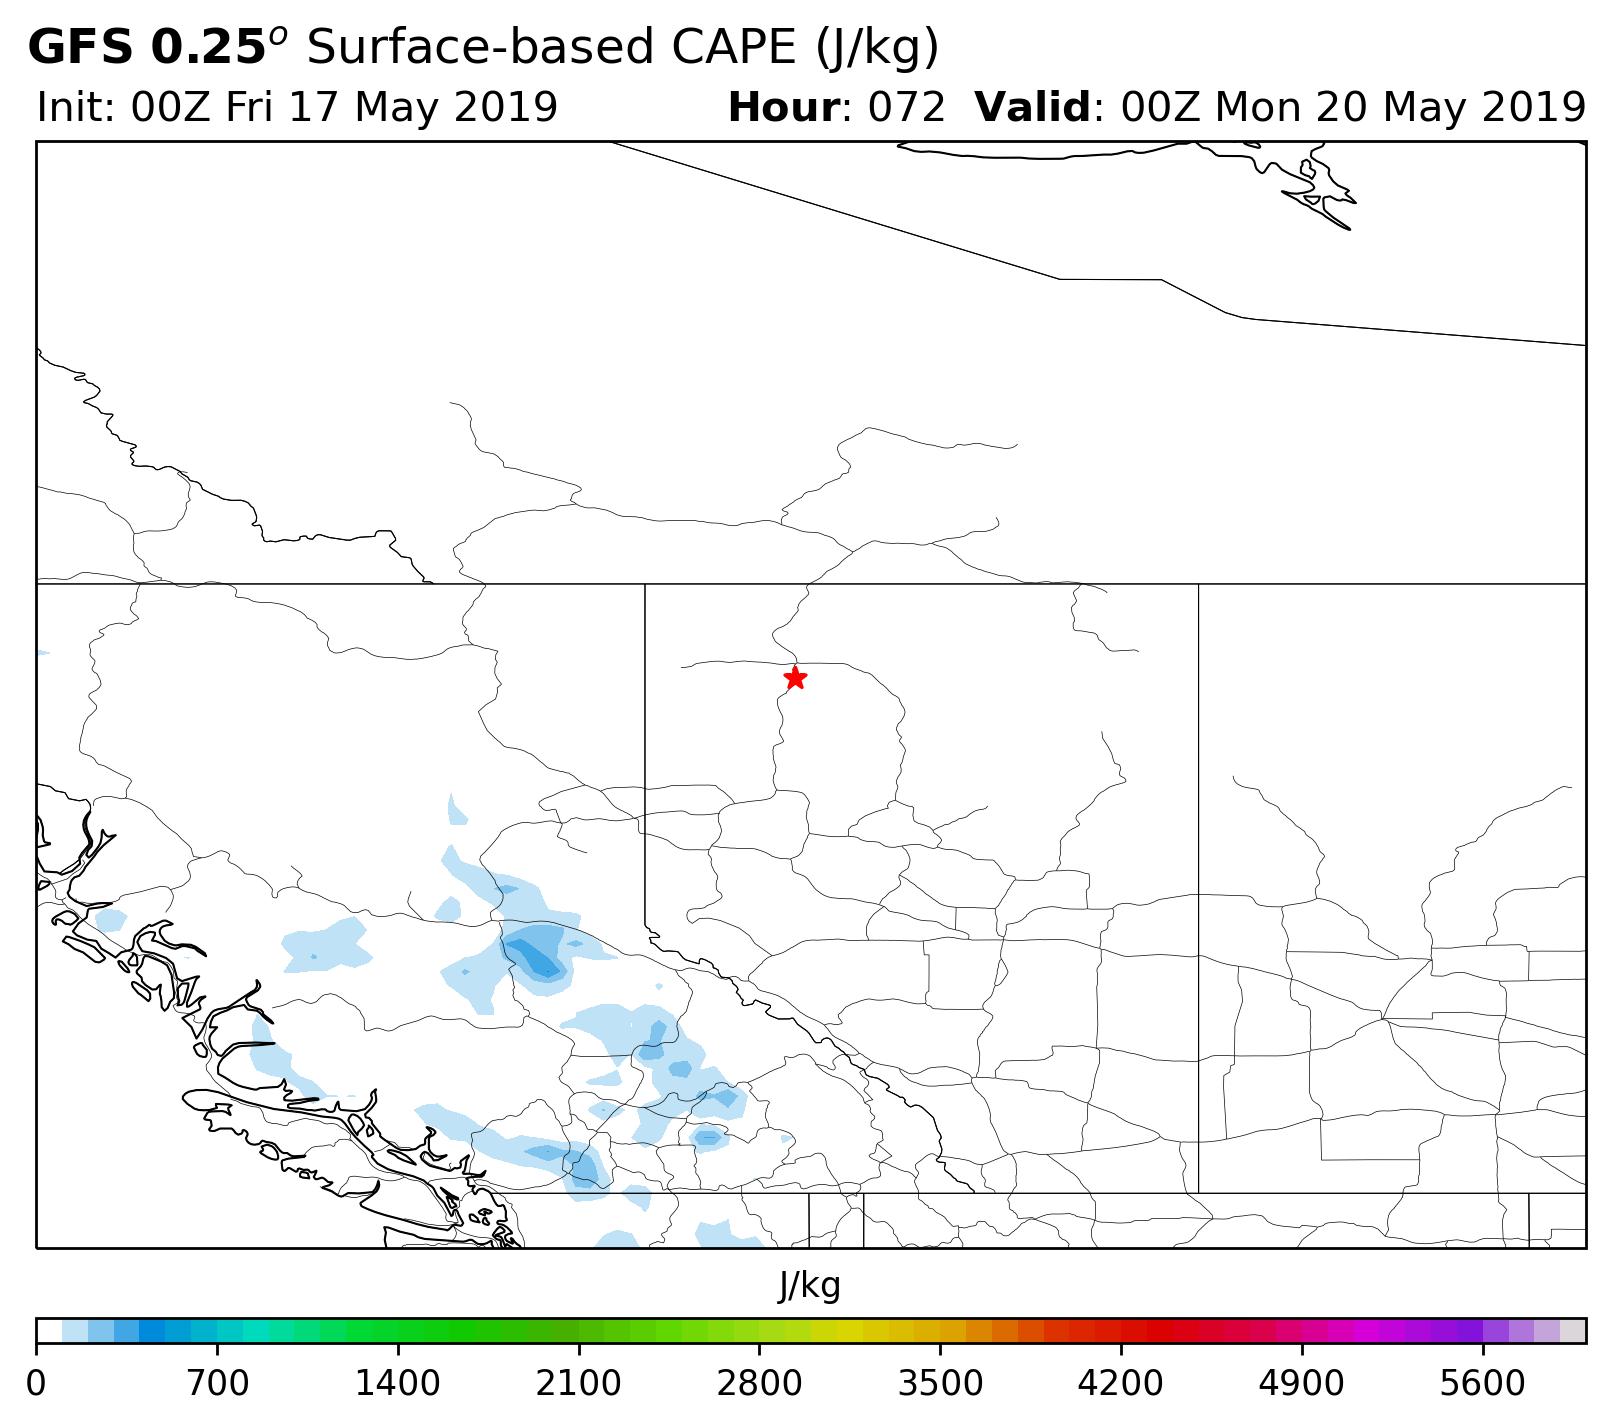 GFS 0.25° Surface-based CAPE (J/kg)
Init: 00Z Fri 17 May 2019 Hour: 072 Valid: 00Z Mon 20 May 2019
J/kg
0 700 1400 2100 2800 3500 4200 4900 5600